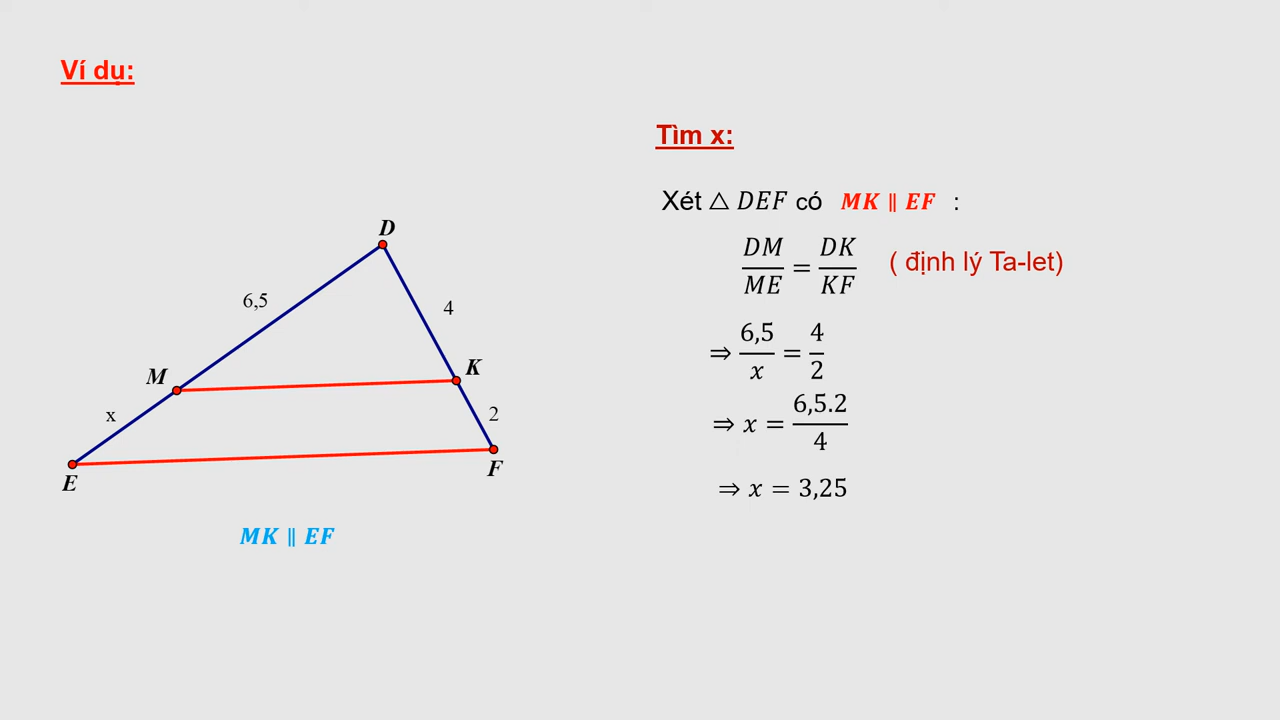 Ví dụ:
Tìm x:
Xét △ DEF có MK ∥ EF :
DM/ME = DK/KF ( định lý Ta-let)
⇒ 6,5/x = 4/2
⇒ x = 6,5.2/4
⇒ x = 3,25
D
6,5
4
M
K
x
2
E
F
MK ∥ EF